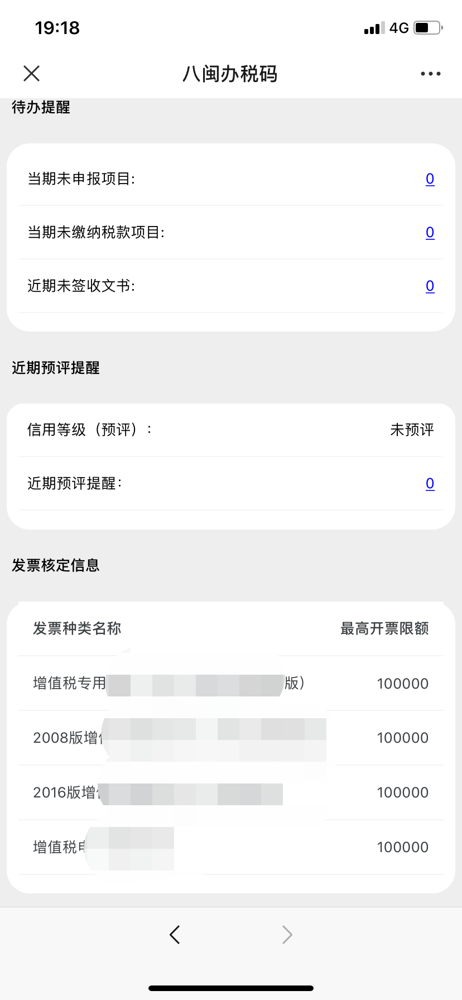 19:18
4G
八闽办税码
待办提醒
当期未申报项目: 0
当期未缴纳税款项目: 0
近期未签收文书: 0
近期预评提醒
信用等级（预评）: 未预评
近期预评提醒: 0
发票核定信息
发票种类名称 最高开票限额
增值税专用 版） 100000
2008版增 100000
2016版增 100000
增值税 100000